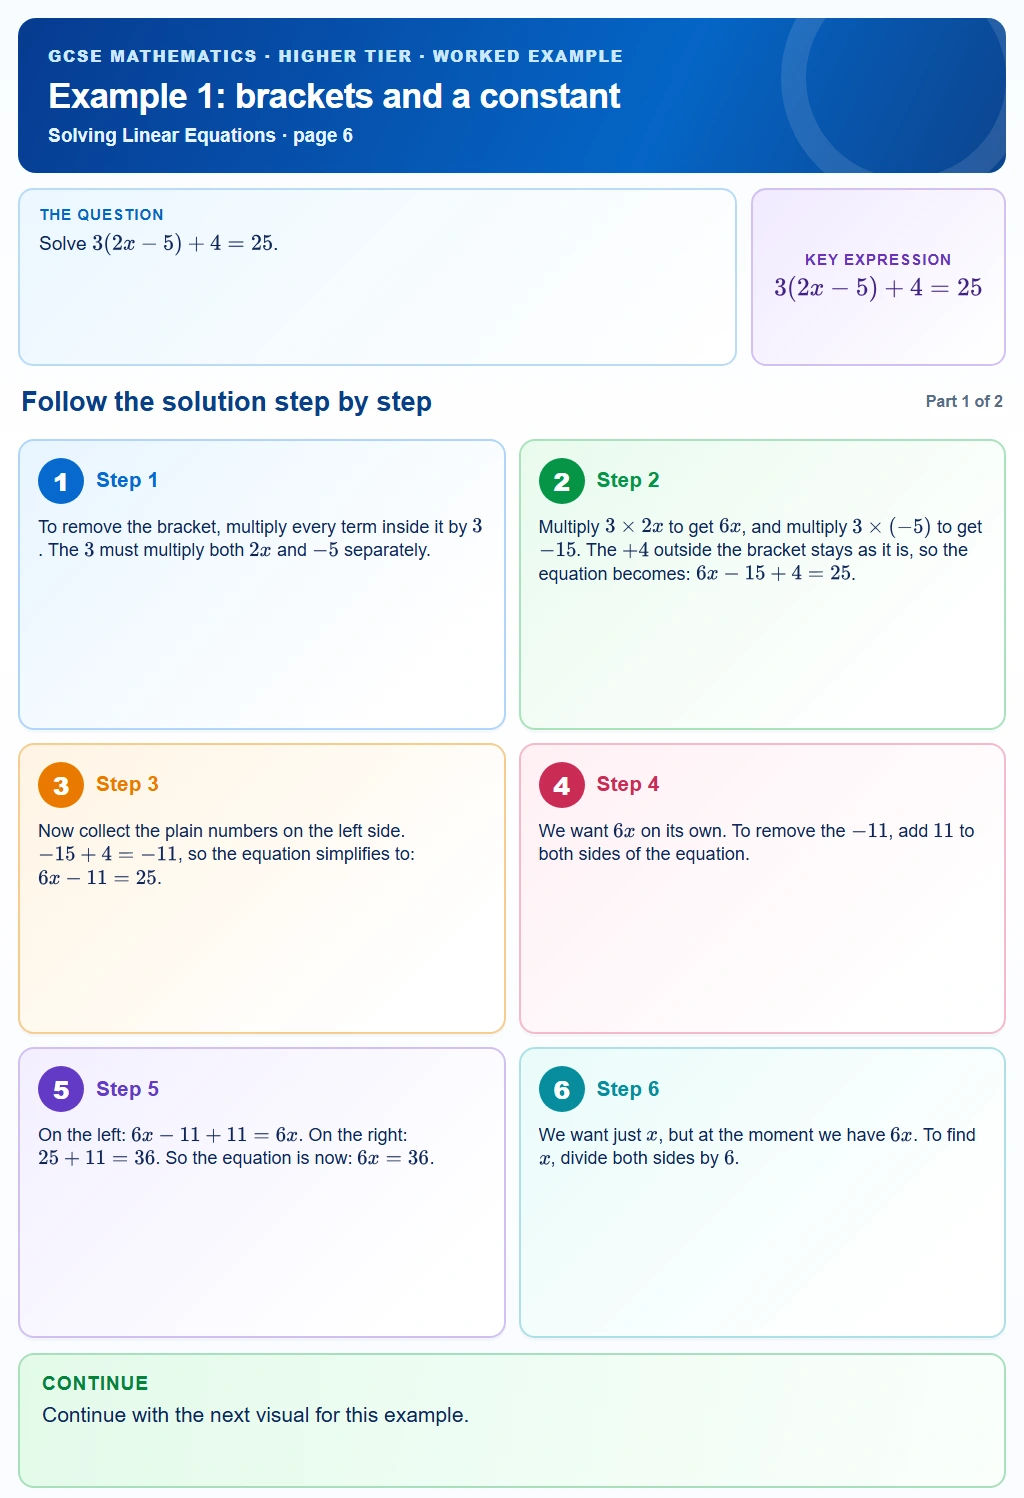 GCSE MATHEMATICS · HIGHER TIER · WORKED EXAMPLE
Example 1: brackets and a constant
Solving Linear Equations · page 6
THE QUESTION
Solve 3(2x − 5) + 4 = 25.
KEY EXPRESSION
3(2x − 5) + 4 = 25
Follow the solution step by step
Part 1 of 2
1 Step 1
To remove the bracket, multiply every term inside it by 3
. The 3 must multiply both 2x and −5 separately.
2 Step 2
Multiply 3 × 2x to get 6x, and multiply 3 × (−5) to get
−15. The +4 outside the bracket stays as it is, so the
equation becomes: 6x − 15 + 4 = 25.
3 Step 3
Now collect the plain numbers on the left side.
−15 + 4 = −11, so the equation simplifies to:
6x − 11 = 25.
4 Step 4
We want 6x on its own. To remove the −11, add 11 to
both sides of the equation.
5 Step 5
On the left: 6x − 11 + 11 = 6x. On the right:
25 + 11 = 36. So the equation is now: 6x = 36.
6 Step 6
We want just x, but at the moment we have 6x. To find
x, divide both sides by 6.
CONTINUE
Continue with the next visual for this example.